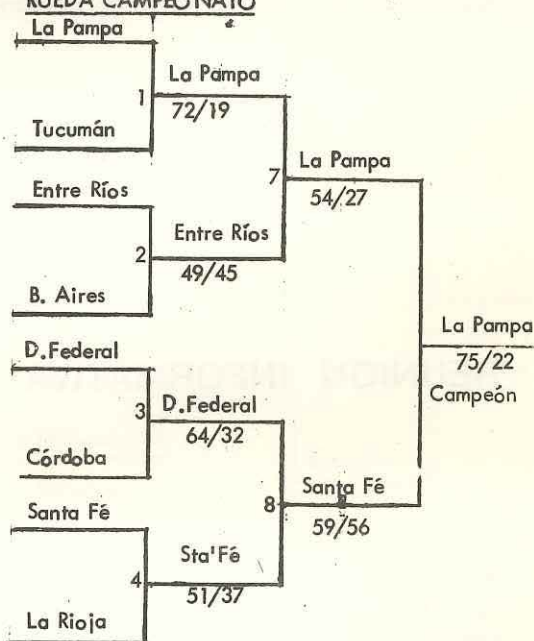 RUEDA CAMPEONATO
La Pampa
1
La Pampa
72/19
Tucumán
7
La Pampa
54/27
Entre Ríos
2
Entre Ríos
49/45
B. Aires
La Pampa
75/22
Campeón
D.Federal
3
D.Federal
64/32
Córdoba
8
Santa Fé
59/56
Santa Fé
4
Sta'Fé
51/37
La Rioja